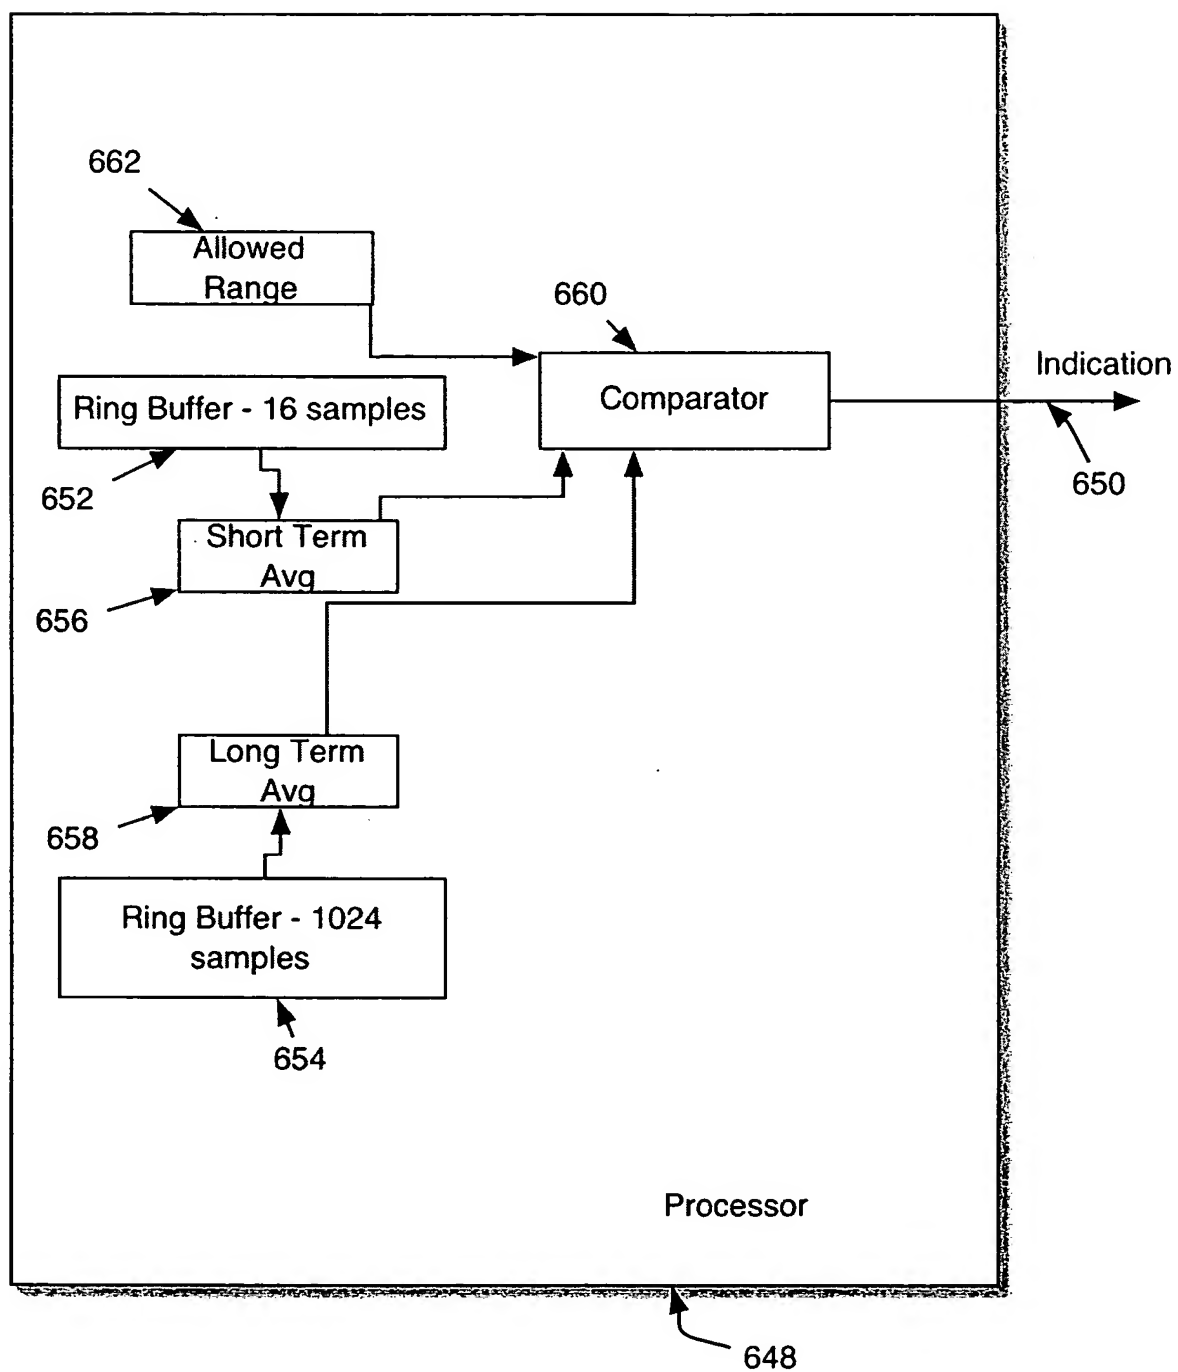 662
Allowed
Range
660
Indication
Comparator
Ring Buffer - 16 samples
652
650
Short Term
Avg
656
Long Term
Avg
658
Ring Buffer - 1024
samples
654
Processor
648